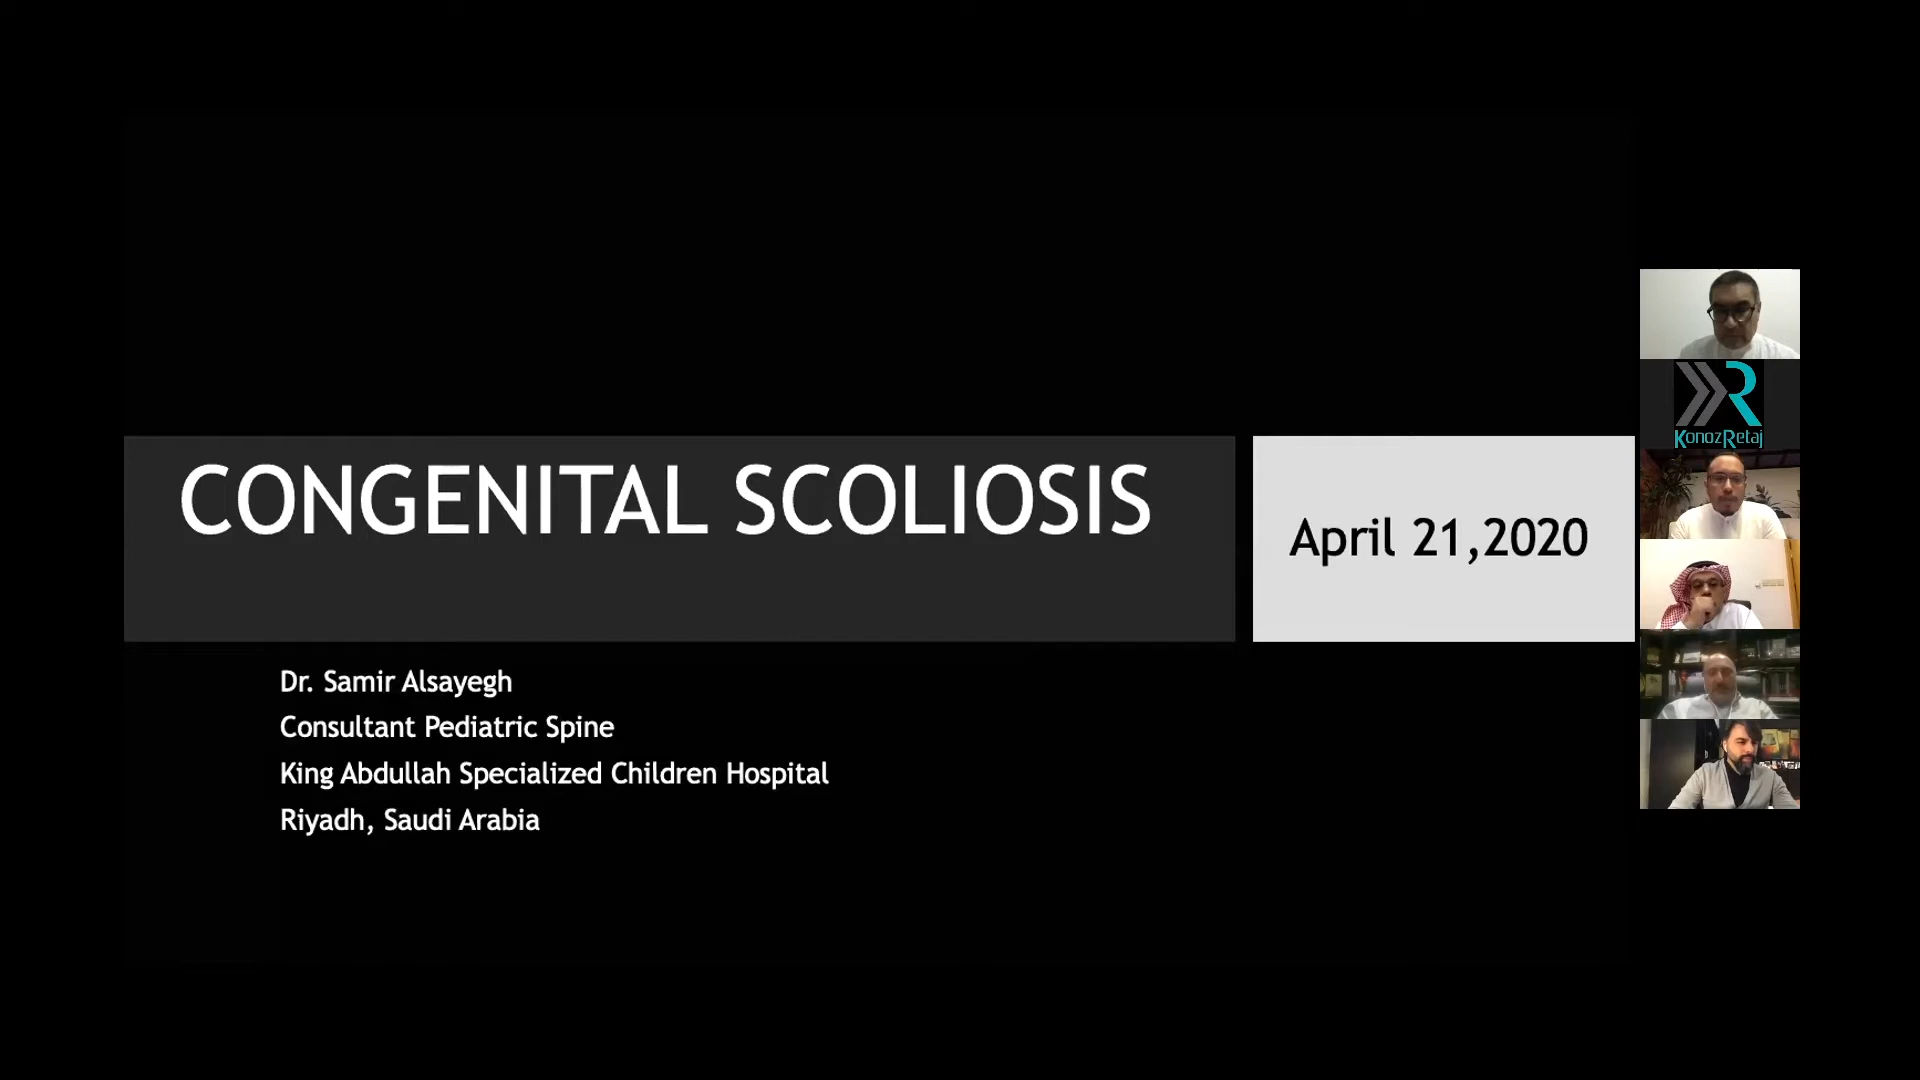 CONGENITAL SCOLIOSIS
April 21,2020
Dr. Samir Alsayegh
Consultant Pediatric Spine
King Abdullah Specialized Children Hospital
Riyadh, Saudi Arabia
R
KonozRetaj